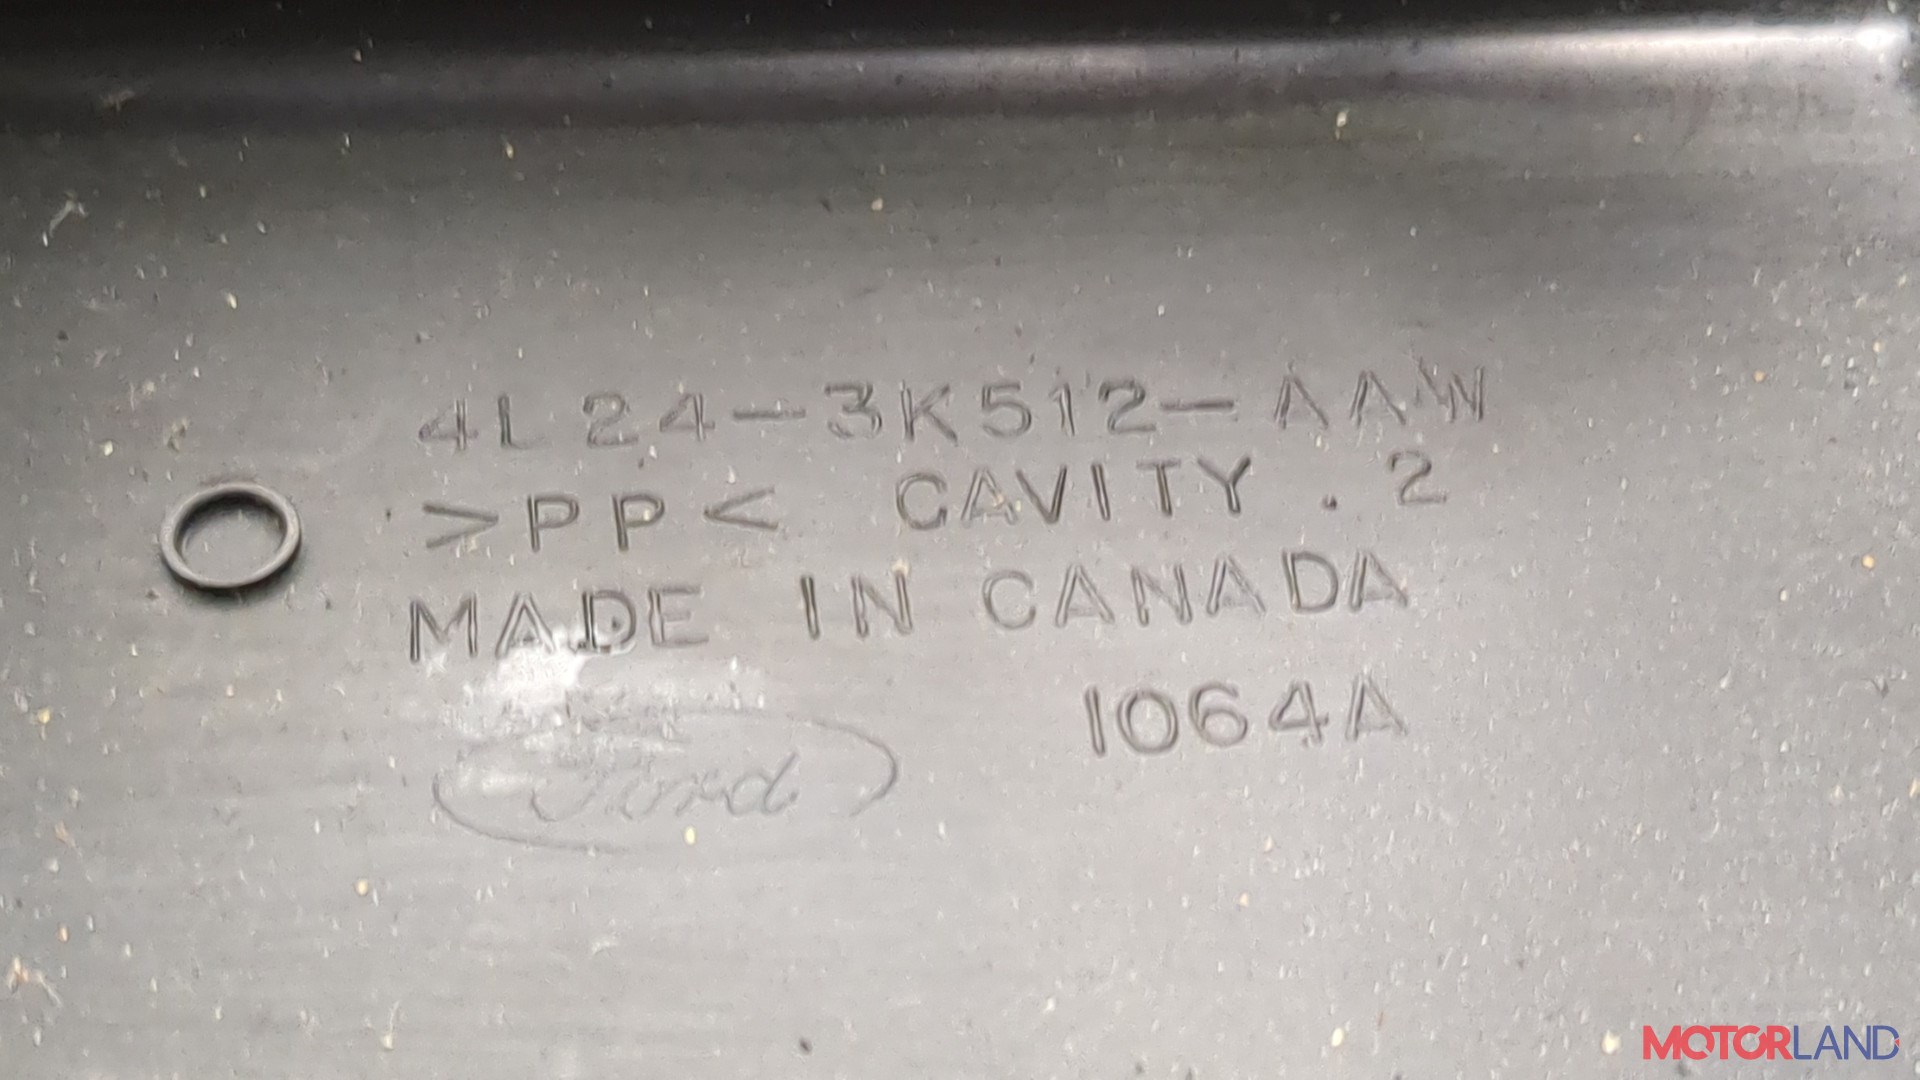 4L24-3K512-AAW
>PP< CAVITY . 2
MADE IN CANADA
1064A
Ford
MOTORLAND